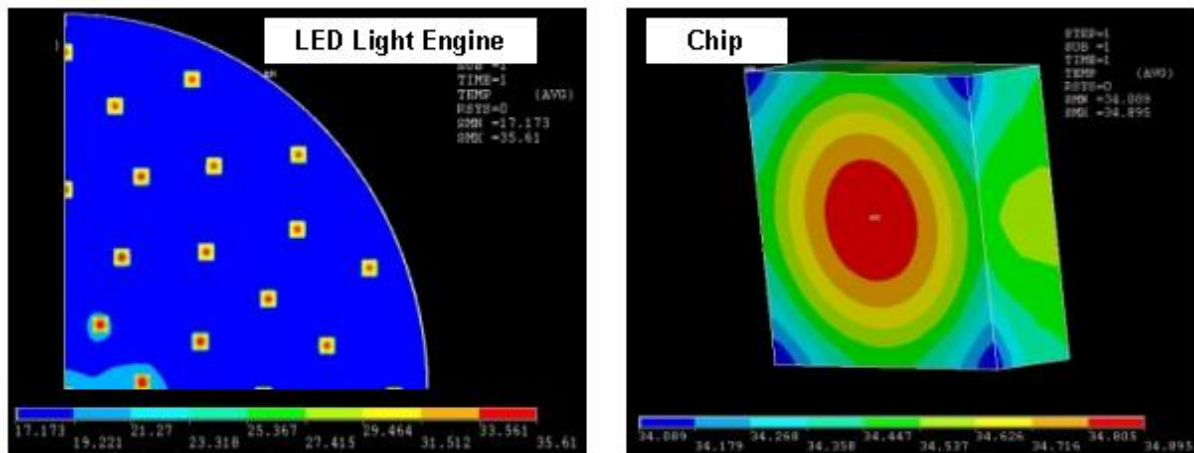 LED Light Engine
SUB =1
TIME=1
TEMP (AVG)
RSYS=0
SMN =17.173
SMX =35.61
17.173 21.27 25.367 29.464 33.561
19.221 23.318 27.415 31.512 35.61
Chip
STEP=1
SUB =1
TIME=1
TEMP (AVG)
RSYS=0
SMN =34.089
SMX =34.895
34.089 34.268 34.447 34.626 34.805
34.179 34.358 34.537 34.716 34.895